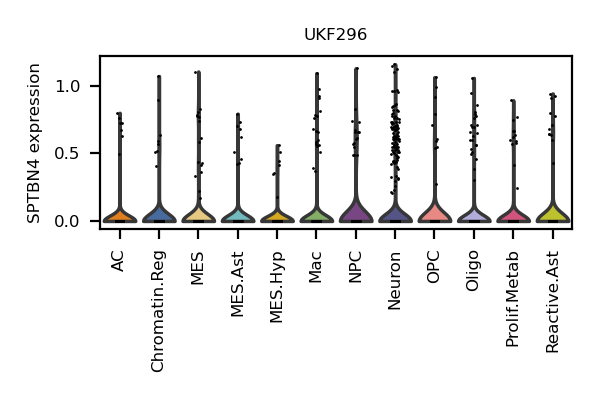 UKF296
SPTBN4 expression
1.0
0.5
0.0
AC
Chromatin.Reg
MES
MES.Ast
MES.Hyp
Mac
NPC
Neuron
OPC
Oligo
Prolif.Metab
Reactive.Ast